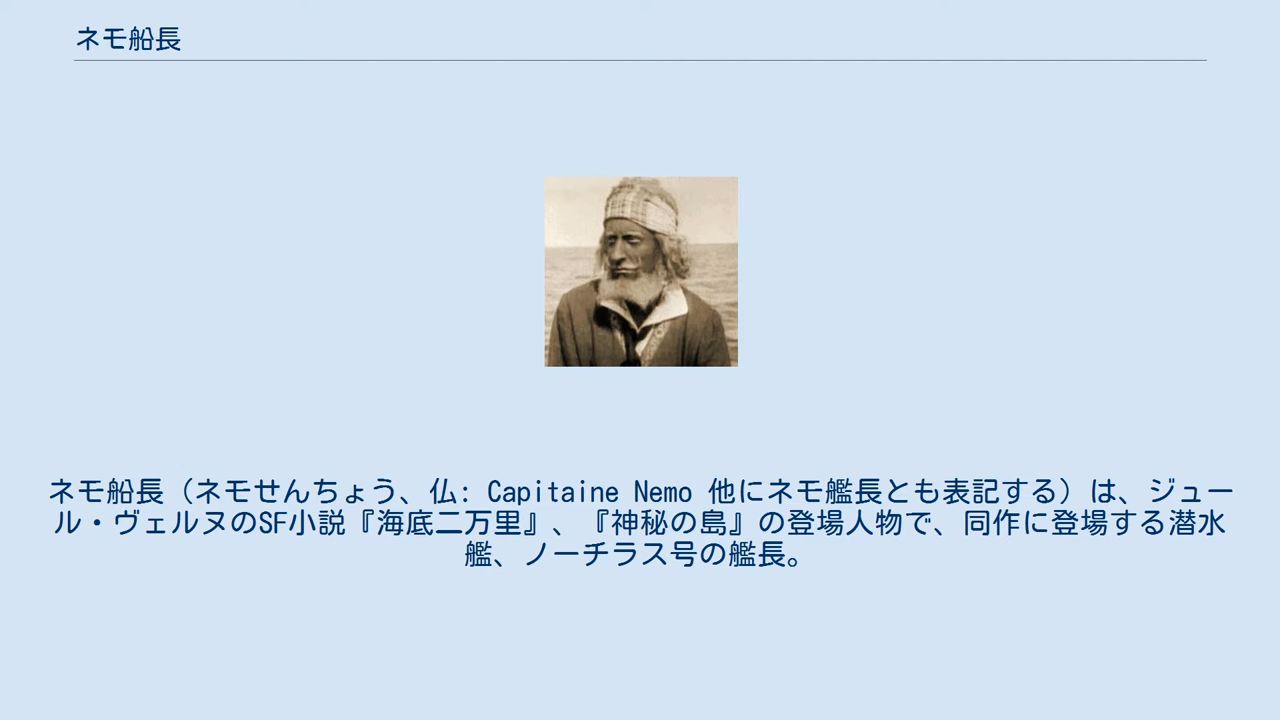 ネモ船長
ネモ船長（ネモせんちょう、仏: Capitaine Nemo 他にネモ艦長とも表記する）は、ジュー
ル・ヴェルヌのSF小説『海底二万里』、『神秘の島』の登場人物で、同作に登場する潜水
艦、ノーチラス号の艦長。